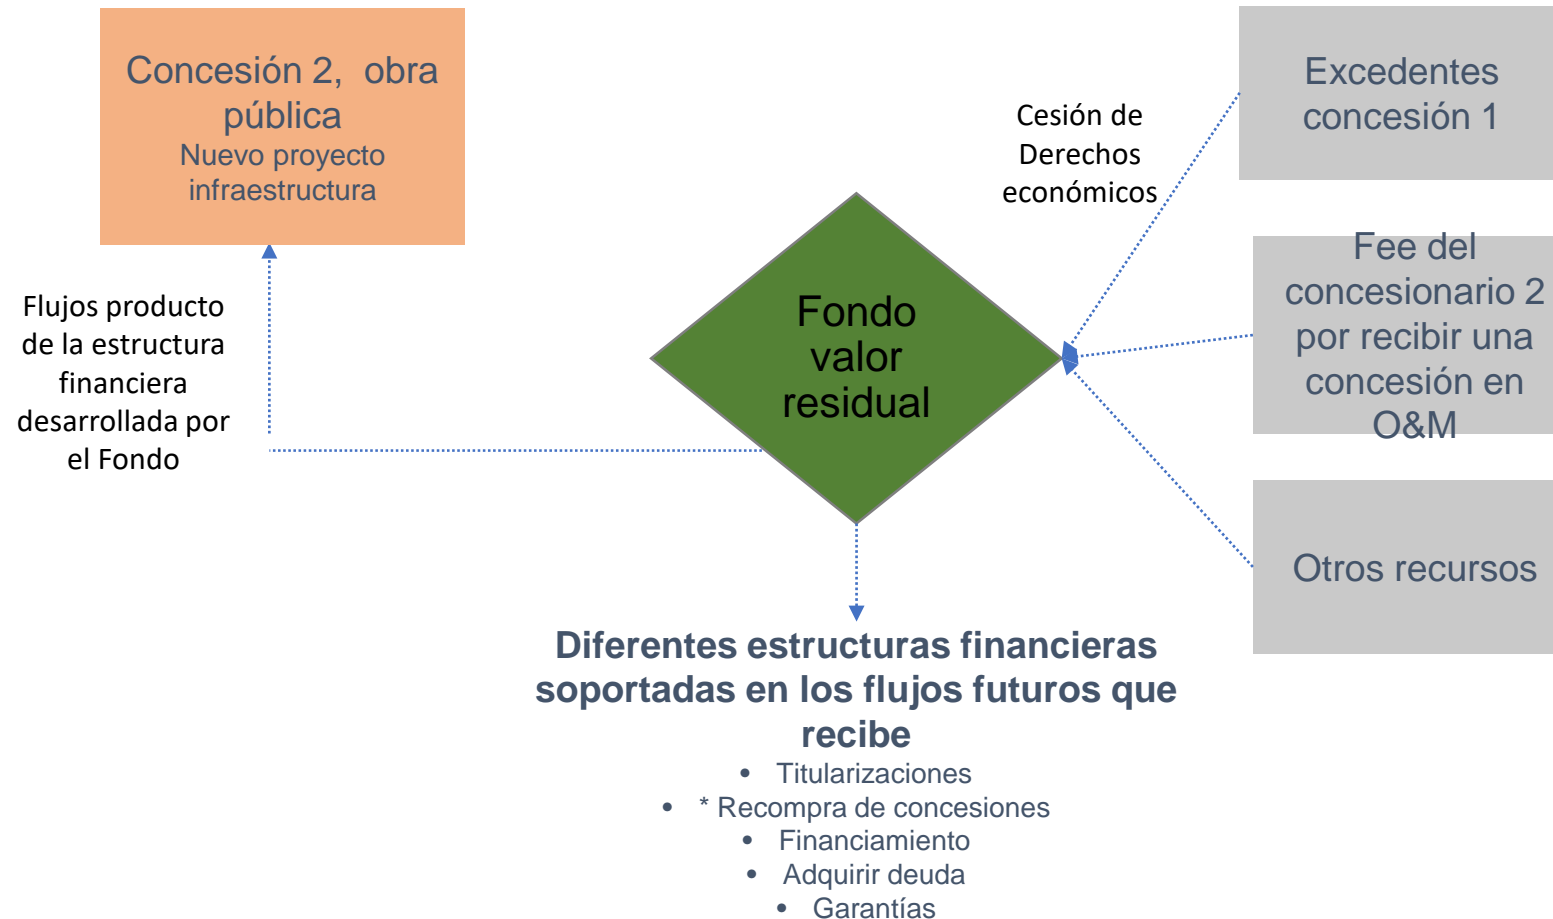 Concesión 2, obra
pública
Nuevo proyecto
infraestructura
Flujos producto
de la estructura
financiera
desarrollada por
el Fondo
Fondo
valor
residual
Cesión de
Derechos
económicos
Excedentes
concesión 1
Fee del
concesionario 2
por recibir una
concesión en
O&M
Otros recursos
Diferentes estructuras financieras
soportadas en los flujos futuros que
recibe
• Titularizaciones
• * Recompra de concesiones
• Financiamiento
• Adquirir deuda
• Garantías